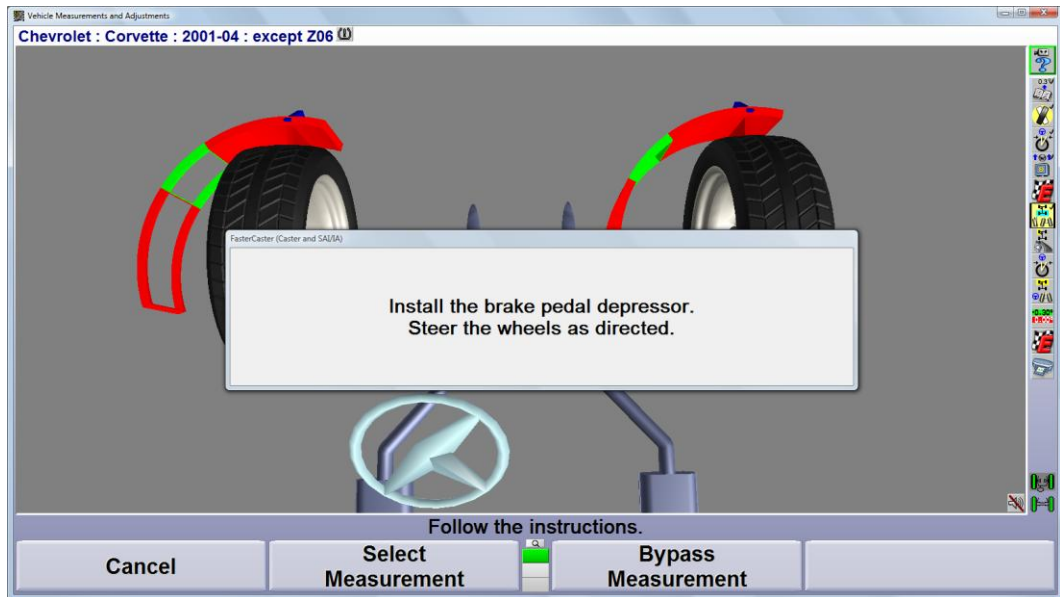 Vehicle Measurements and Adjustments
Chevrolet : Corvette : 2001-04 : except Z06
FasterCaster (Caster and SAI/IA)
Install the brake pedal depressor.
Steer the wheels as directed.
Follow the instructions.
Cancel
Select
Measurement
Bypass
Measurement